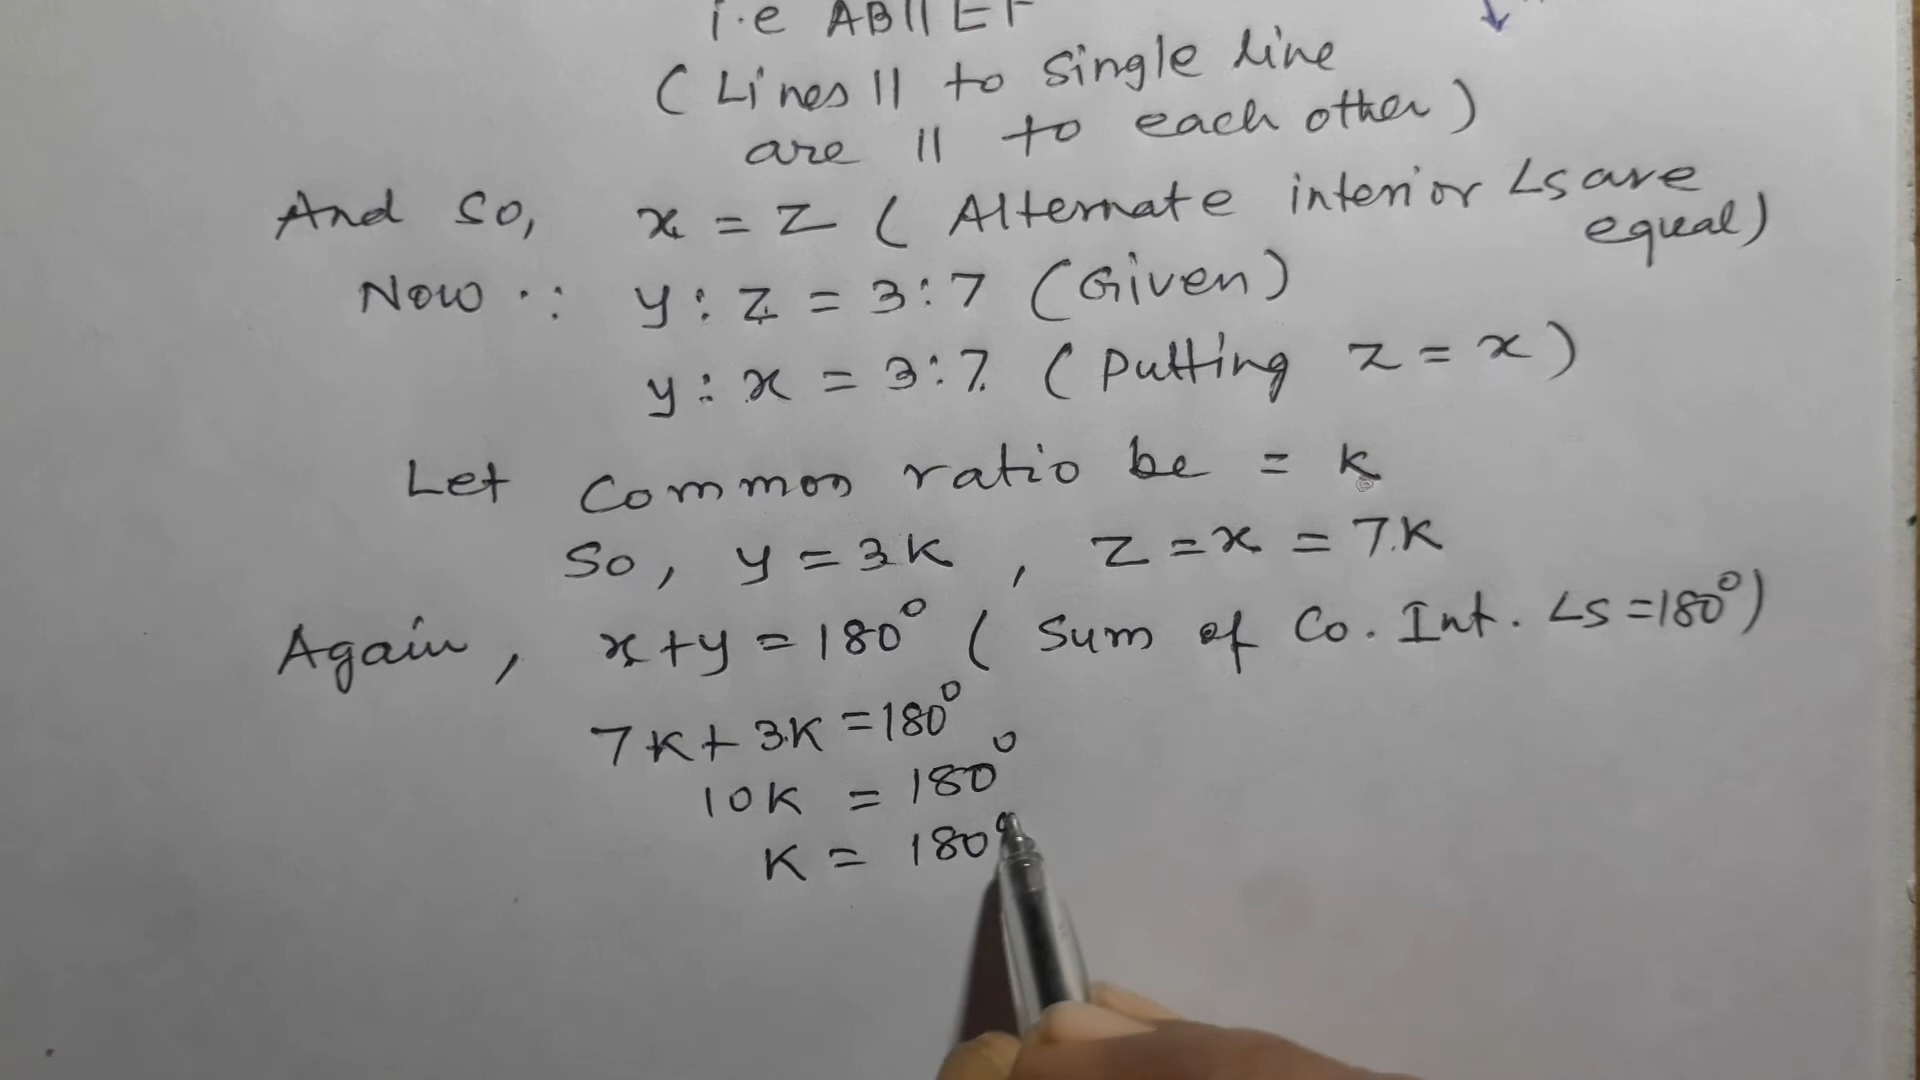 i.e AB || EF
( Lines || to single line
are || to each other )
And so, x = z ( Alternate interior ∠s are
equal )
Now ∵ y : z = 3 : 7 ( Given )
y : x = 3 : 7 ( Putting z = x )
Let Common ratio be = K
So, y = 3K , z = x = 7K
Again, x + y = 180° ( Sum of Co. Int. ∠s = 180° )
7K + 3K = 180°
10K = 180°
K = 180°